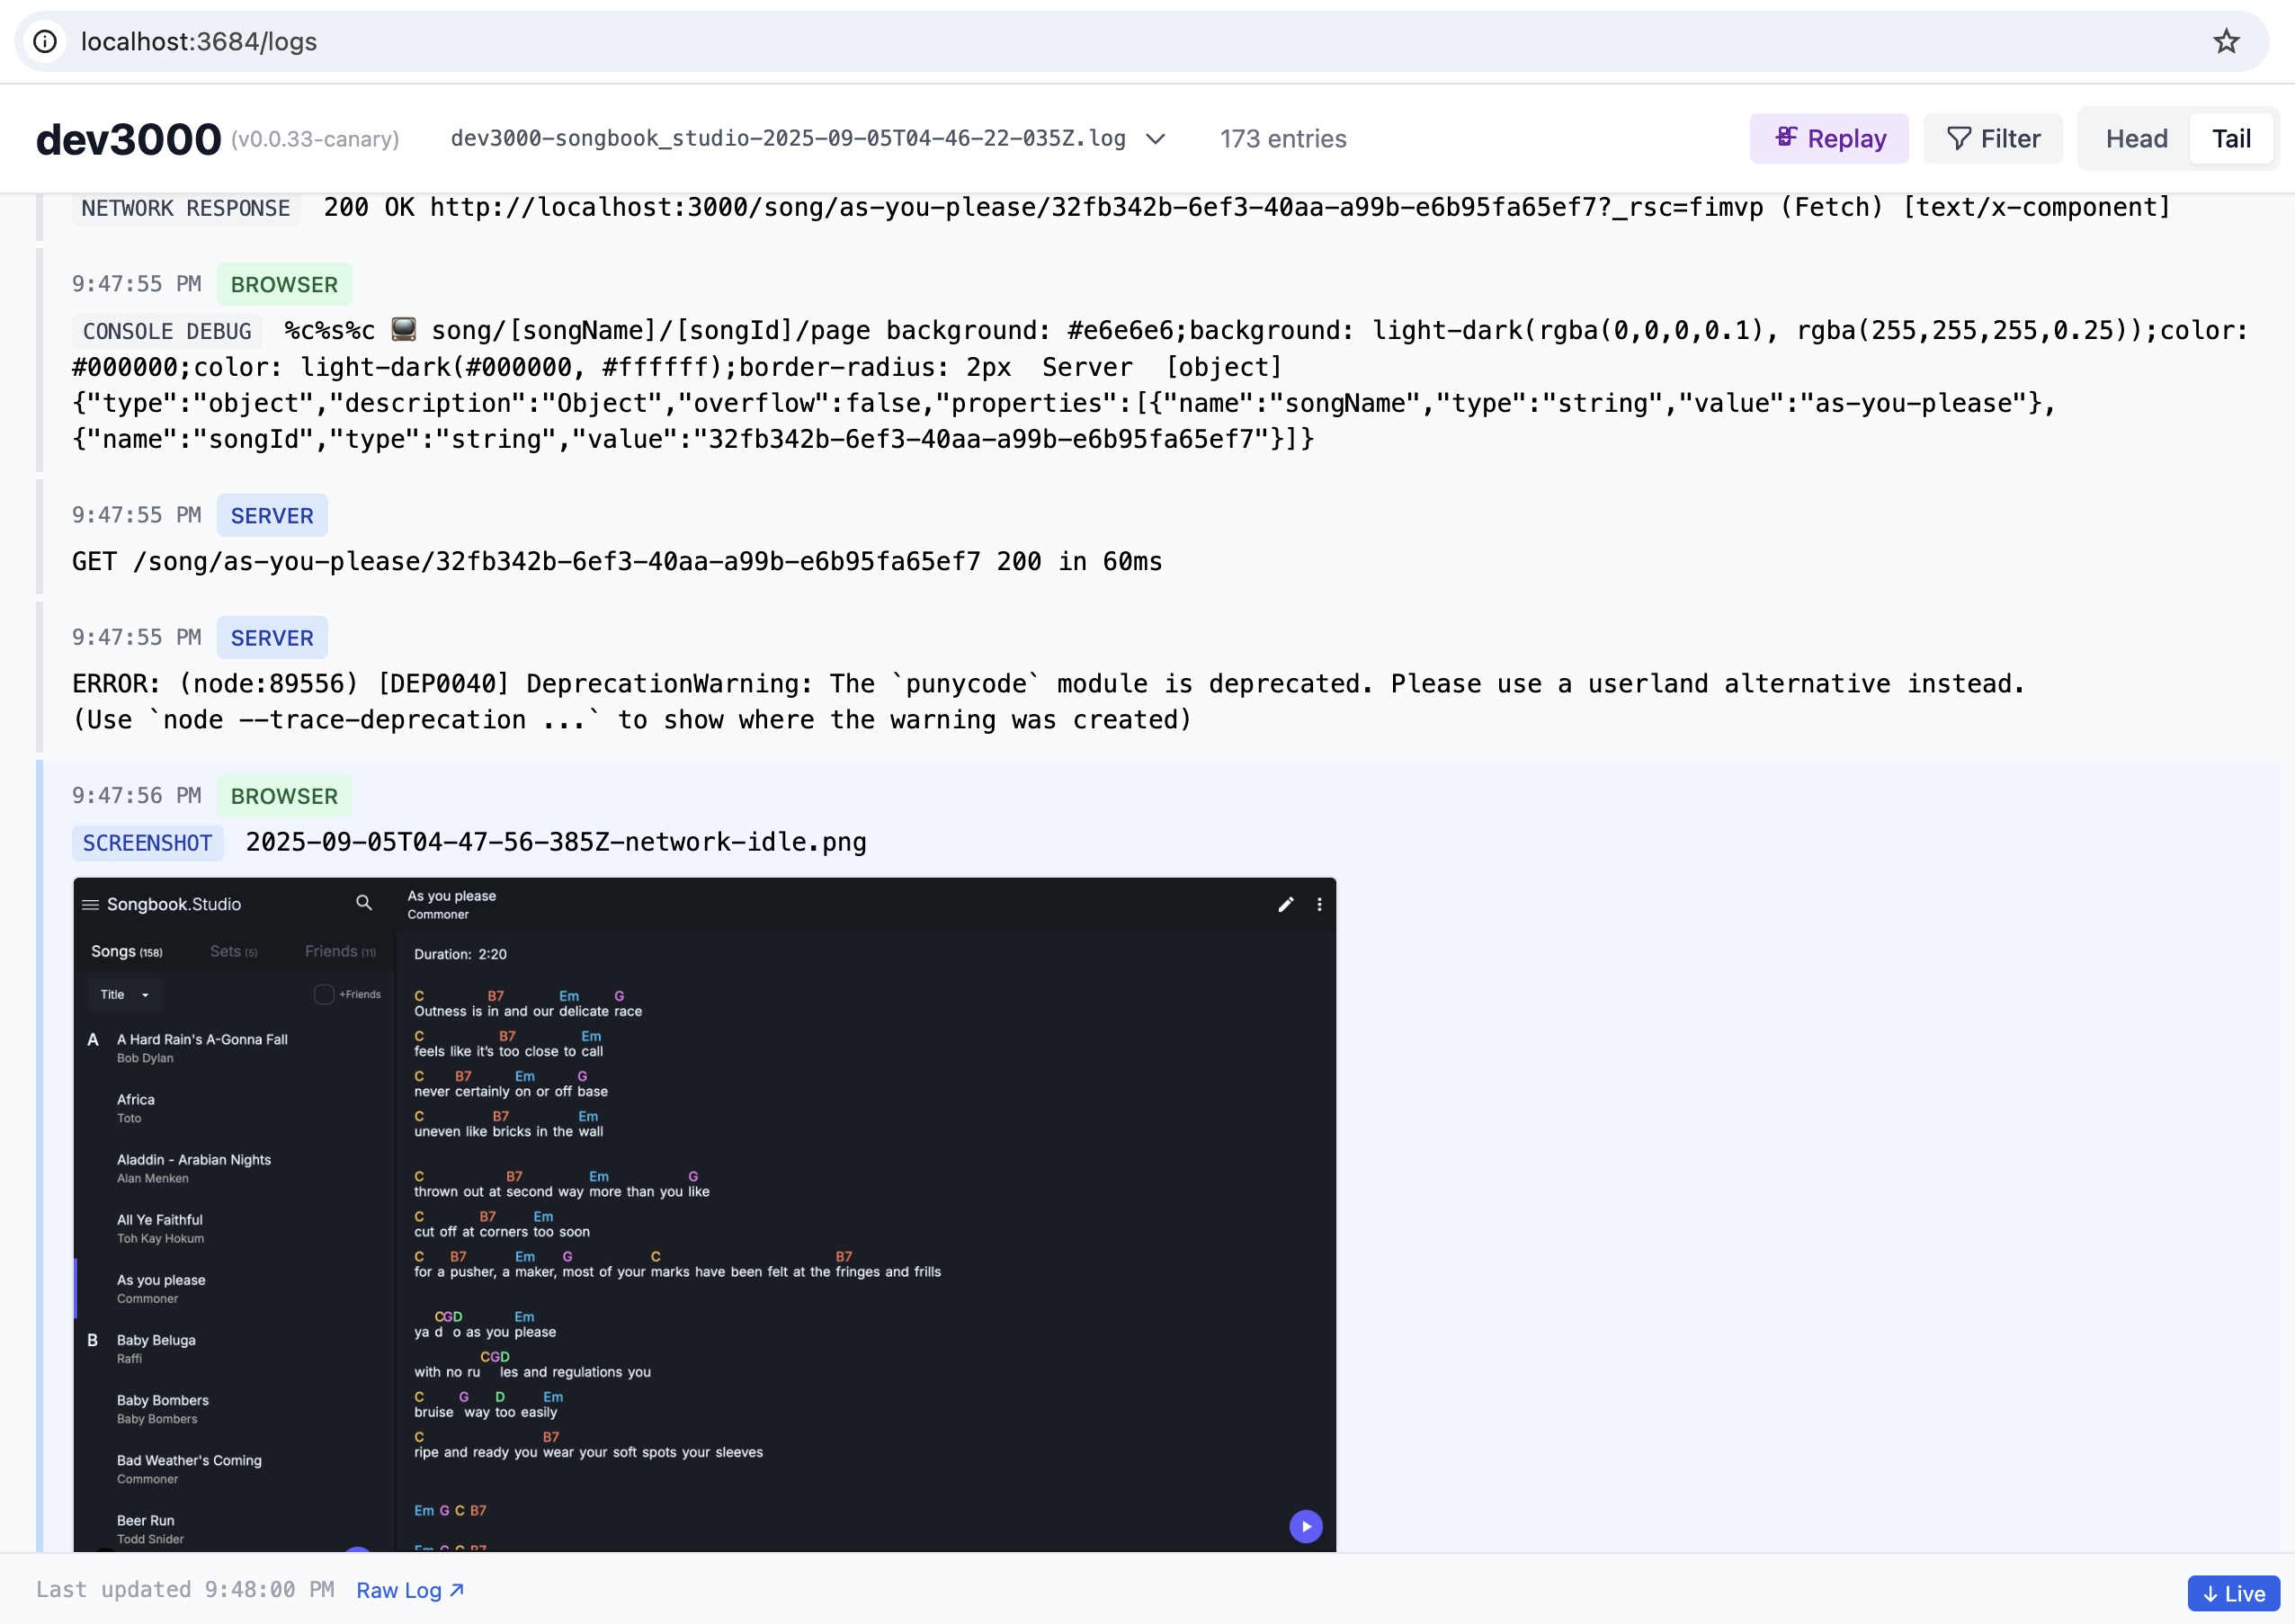 localhost:3684/logs
dev3000 (v0.0.33-canary) dev3000-songbook_studio-2025-09-05T04-46-22-035Z.log 173 entries Replay Filter Head Tail
NETWORK RESPONSE 200 OK http://localhost:3000/song/as-you-please/32fb342b-6ef3-40aa-a99b-e6b95fa65ef7?_rsc=fimvp (Fetch) [text/x-component]
9:47:55 PM BROWSER
CONSOLE DEBUG %c%s%c 📺 song/[songName]/[songId]/page background: #e6e6e6;background: light-dark(rgba(0,0,0,0.1), rgba(255,255,255,0.25));color:
#000000;color: light-dark(#000000, #ffffff);border-radius: 2px Server [object]
{"type":"object","description":"Object","overflow":false,"properties":[{"name":"songName","type":"string","value":"as-you-please"},
{"name":"songId","type":"string","value":"32fb342b-6ef3-40aa-a99b-e6b95fa65ef7"}]}
9:47:55 PM SERVER
GET /song/as-you-please/32fb342b-6ef3-40aa-a99b-e6b95fa65ef7 200 in 60ms
9:47:55 PM SERVER
ERROR: (node:89556) [DEP0040] DeprecationWarning: The `punycode` module is deprecated. Please use a userland alternative instead.
(Use `node --trace-deprecation ...` to show where the warning was created)
9:47:56 PM BROWSER
SCREENSHOT 2025-09-05T04-47-56-385Z-network-idle.png
Songbook.Studio
Songs (158) Sets (5) Friends (11)
Title +Friends
A A Hard Rain's A-Gonna Fall
Bob Dylan
Africa
Toto
Aladdin - Arabian Nights
Alan Menken
All Ye Faithful
Toh Kay Hokum
As you please
Commoner
B Baby Beluga
Raffi
Baby Bombers
Baby Bombers
Bad Weather's Coming
Commoner
Beer Run
Todd Snider
As you please
Commoner
Duration: 2:20
C B7 Em G
Outness is in and our delicate race
C B7 Em
feels like it's too close to call
C B7 Em G
never certainly on or off base
C B7 Em
uneven like bricks in the wall
C B7 Em G
thrown out at second way more than you like
C B7 Em
cut off at corners too soon
C B7 Em G C B7
for a pusher, a maker, most of your marks have been felt at the fringes and frills
CGD Em
ya d o as you please
CGD
with no ru les and regulations you
C G D Em
bruise way too easily
C B7
ripe and ready you wear your soft spots your sleeves
Em G C B7
Em G C B7
Last updated 9:48:00 PM Raw Log ↗ ↓ Live